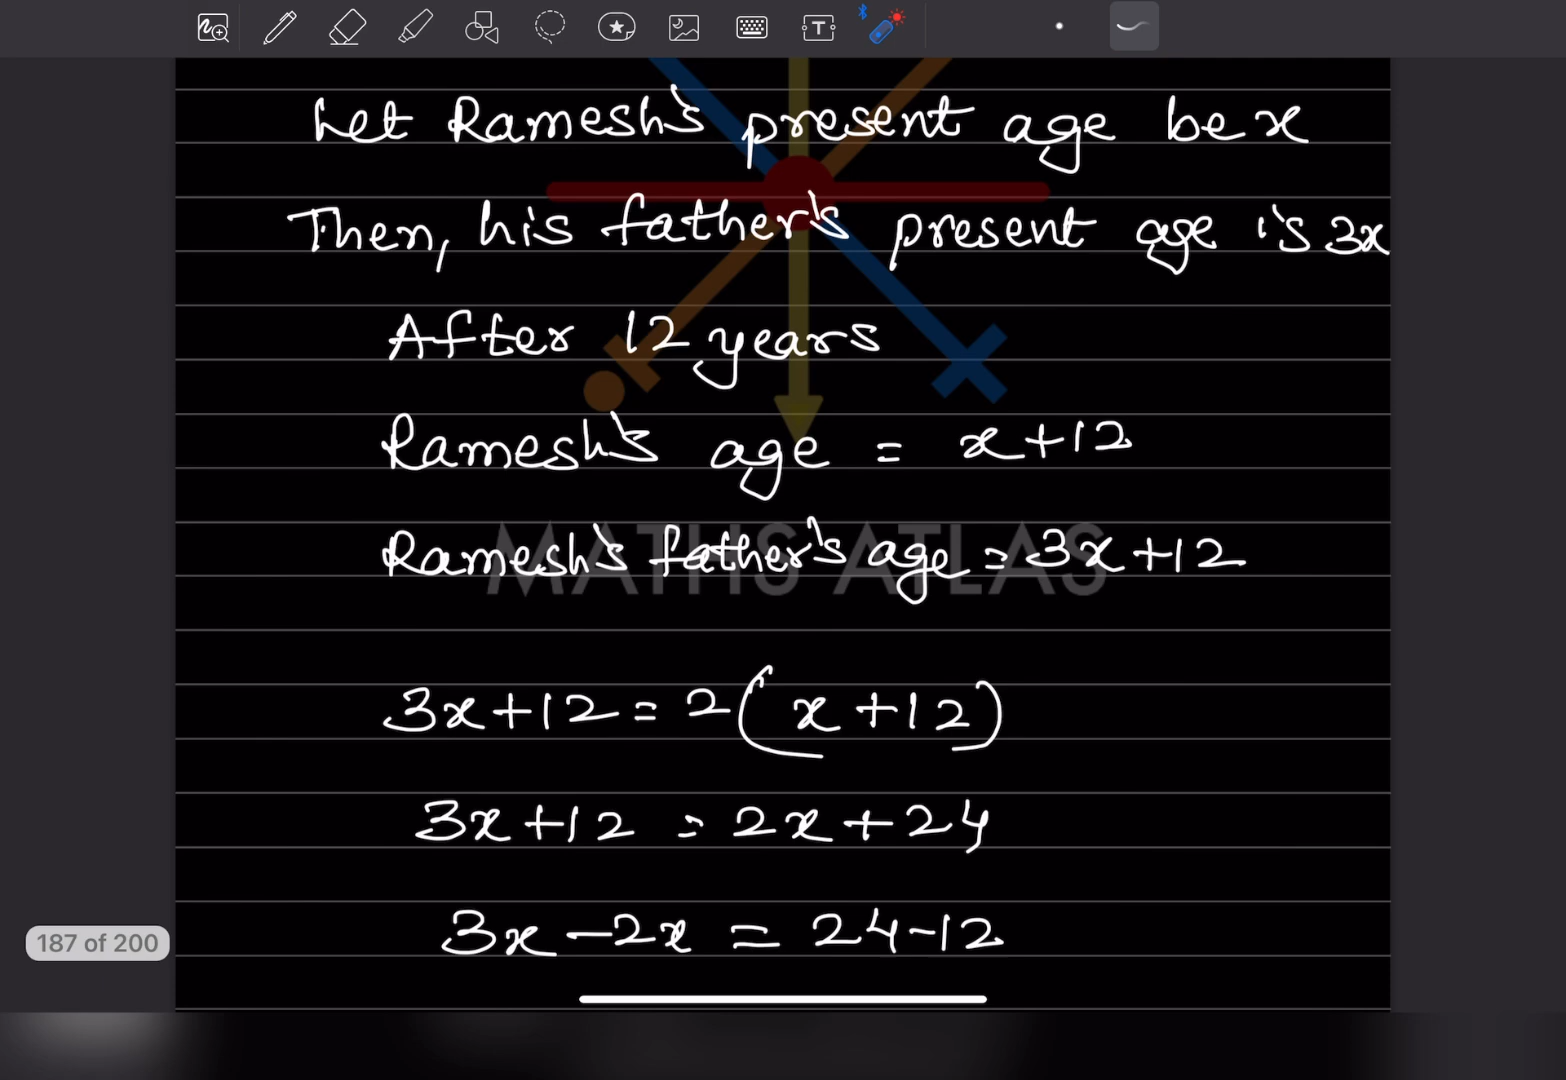 Let Ramesh's present age be x
Then, his father's present age is 3x
After 12 years
Ramesh's age = x+12
MATHS ATLAS
Ramesh's father's age = 3x+12
3x+12 = 2(x+12)
3x+12 = 2x+24
3x-2x = 24-12
187 of 200